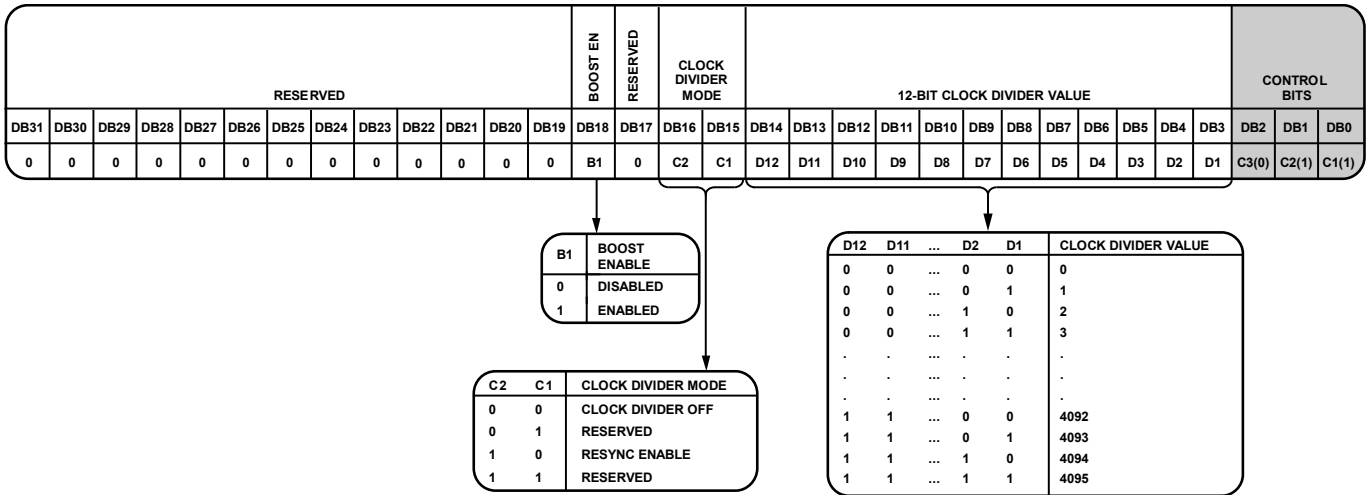 RESERVED
BOOST EN
RESERVED
CLOCK
DIVIDER
MODE
12-BIT CLOCK DIVIDER VALUE
CONTROL
BITS
DB31 DB30 DB29 DB28 DB27 DB26 DB25 DB24 DB23 DB22 DB21 DB20 DB19 DB18 DB17 DB16 DB15 DB14 DB13 DB12 DB11 DB10 DB9 DB8 DB7 DB6 DB5 DB4 DB3 DB2 DB1 DB0
0 0 0 0 0 0 0 0 0 0 0 0 0 B1 0 C2 C1 D12 D11 D10 D9 D8 D7 D6 D5 D4 D3 D2 D1 C3(0) C2(1) C1(1)
B1 BOOST
ENABLE
0 DISABLED
1 ENABLED
C2 C1 CLOCK DIVIDER MODE
0 0 CLOCK DIVIDER OFF
0 1 RESERVED
1 0 RESYNC ENABLE
1 1 RESERVED
D12 D11 ... D2 D1 CLOCK DIVIDER VALUE
0 0 ... 0 0 0
0 0 ... 0 1 1
0 0 ... 1 0 2
0 0 ... 1 1 3
. . ... . . .
. . ... . . .
. . ... . . .
1 1 ... 0 0 4092
1 1 ... 0 1 4093
1 1 ... 1 0 4094
1 1 ... 1 1 4095